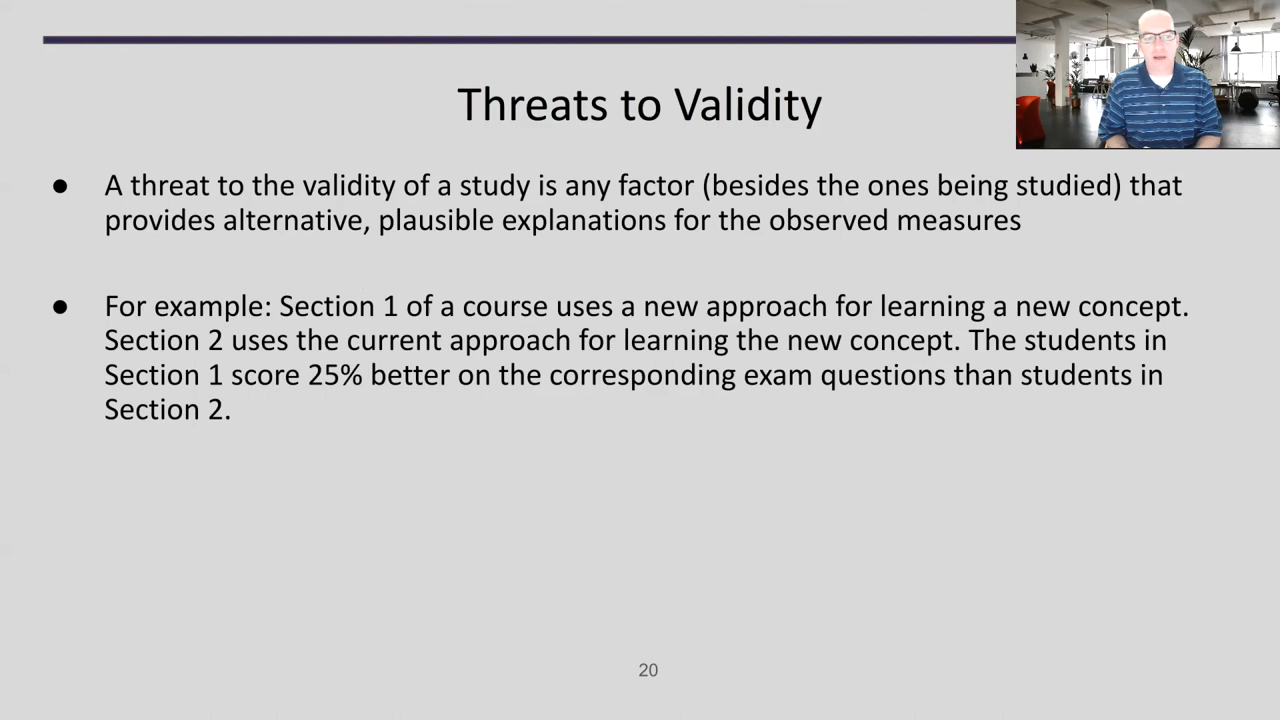 Threats to Validity
● A threat to the validity of a study is any factor (besides the ones being studied) that
provides alternative, plausible explanations for the observed measures
● For example: Section 1 of a course uses a new approach for learning a new concept.
Section 2 uses the current approach for learning the new concept. The students in
Section 1 score 25% better on the corresponding exam questions than students in
Section 2.
20